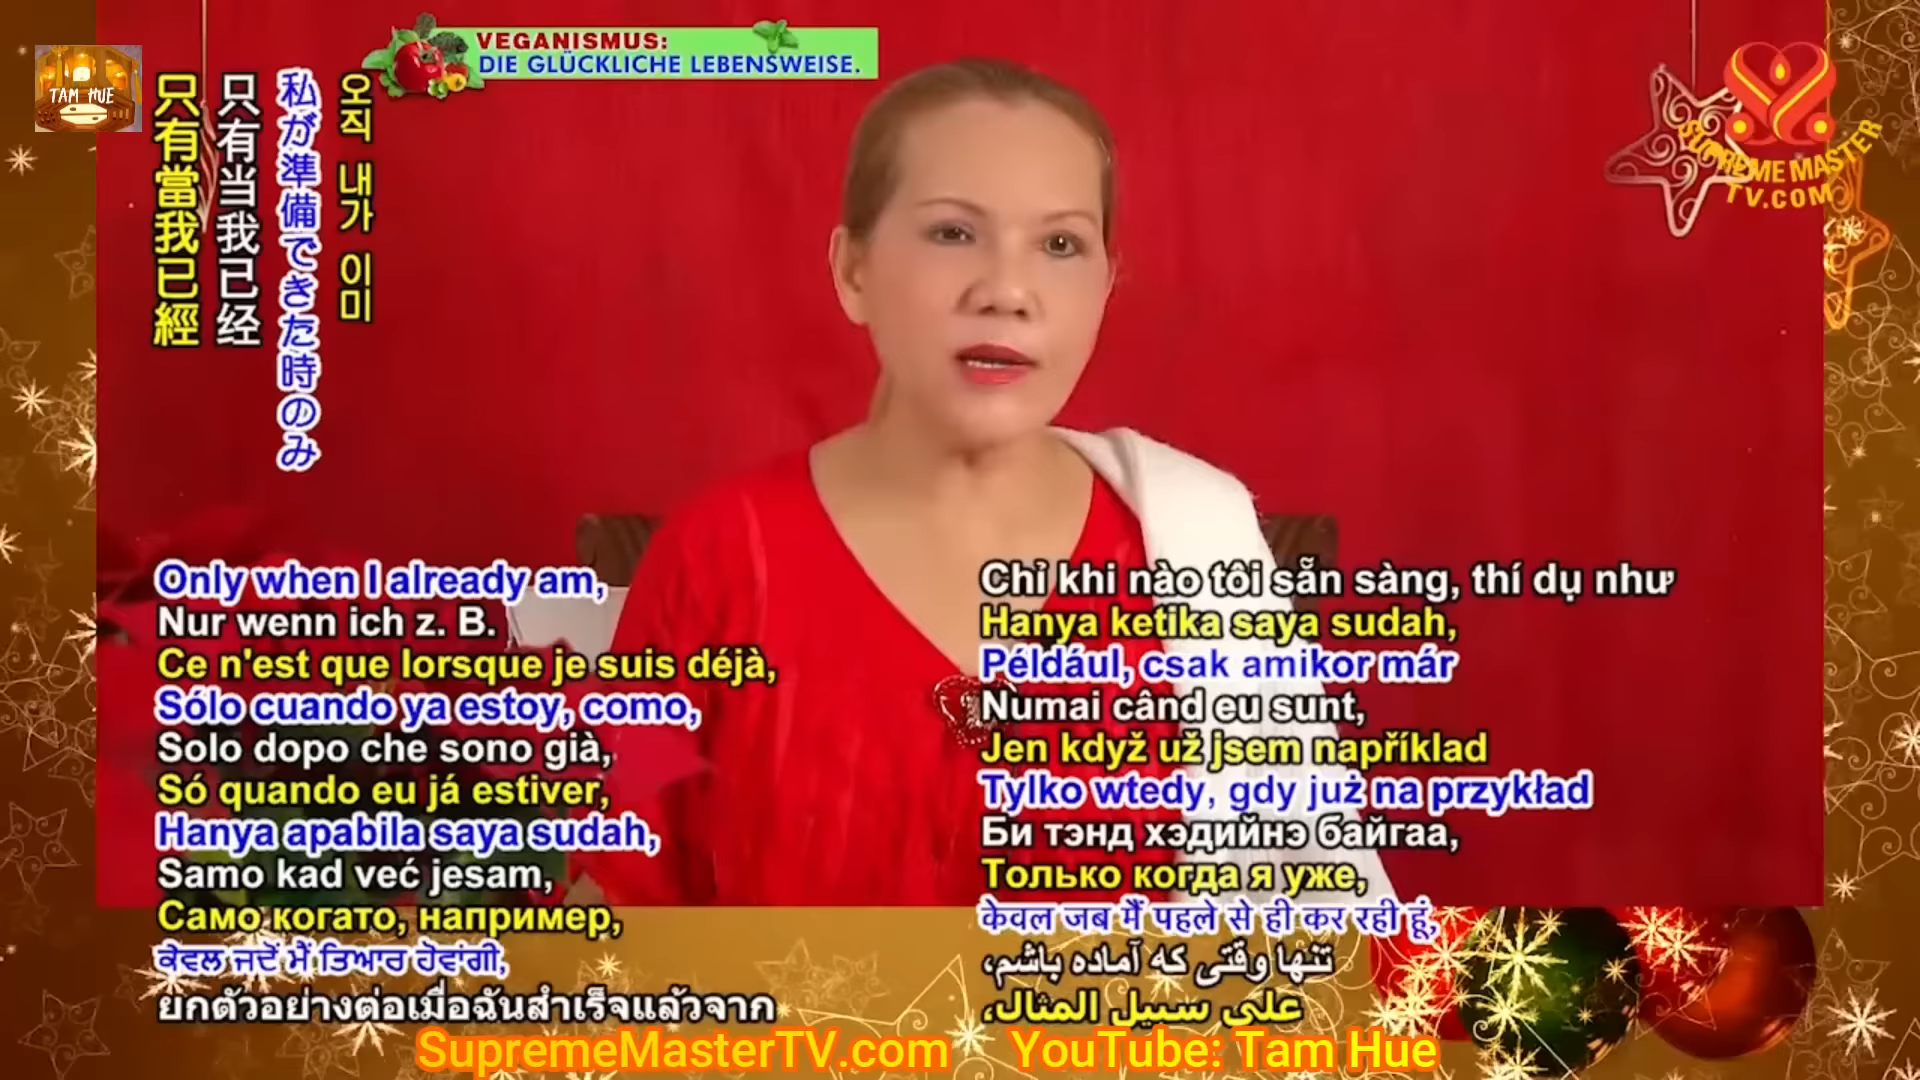 TAM HUE
VEGANISMUS:
DIE GLÜCKLICHE LEBENSWEISE.
SUPREME MASTER
TV.COM
只有當我已經
只有当我已经
私が準備できた時のみ
오직 내가 이미
Only when I already am,
Nur wenn ich z. B.
Ce n'est que lorsque je suis déjà,
Sólo cuando ya estoy, como,
Solo dopo che sono già,
Só quando eu já estiver,
Hanya apabila saya sudah,
Samo kad već jesam,
Само когато, например,
ਕੇਵਲ ਜਦੋਂ ਮੈਂ ਤਿਆਰ ਹੋਵਾਂਗੀ,
ยกตัวอย่างต่อเมื่อฉันสำเร็จแล้วจาก
Chỉ khi nào tôi sẵn sàng, thí dụ như
Hanya ketika saya sudah,
Például, csak amikor már
Numai când eu sunt,
Jen když už jsem například
Tylko wtedy, gdy już na przykład
Би тэнд хэдийнэ байгаа,
Только когда я уже,
केवल जब मैं पहले से ही कर रही हूं,
تنها وقتی که آماده باشم،
على سبيل المثال،
SupremeMasterTV.com
YouTube: Tam Hue